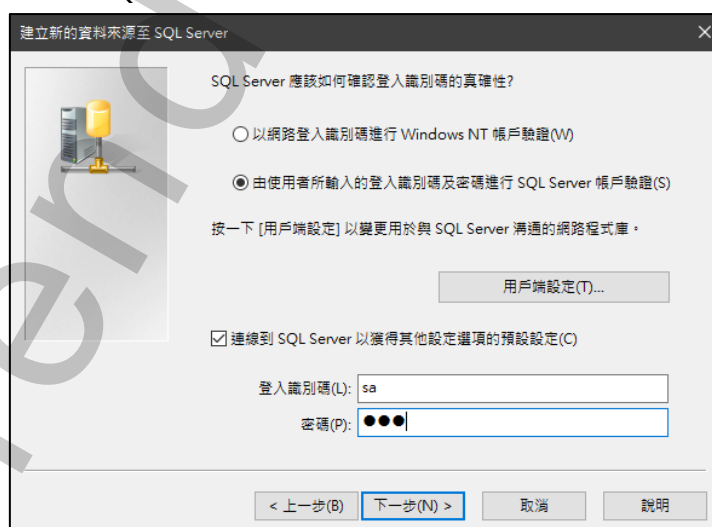 建立新的資料來源至 SQL Server
SQL Server 應該如何確認登入識別碼的真確性?
以網路登入識別碼進行 Windows NT 帳戶驗證(W)
由使用者所輸入的登入識別碼及密碼進行 SQL Server 帳戶驗證(S)
按一下 [用戶端設定] 以變更用於與 SQL Server 溝通的網路程式庫。
用戶端設定(T)...
連線到 SQL Server 以獲得其他設定選項的預設設定(C)
登入識別碼(L): sa
密碼(P): ●●●
< 上一步(B) 下一步(N) > 取消 說明